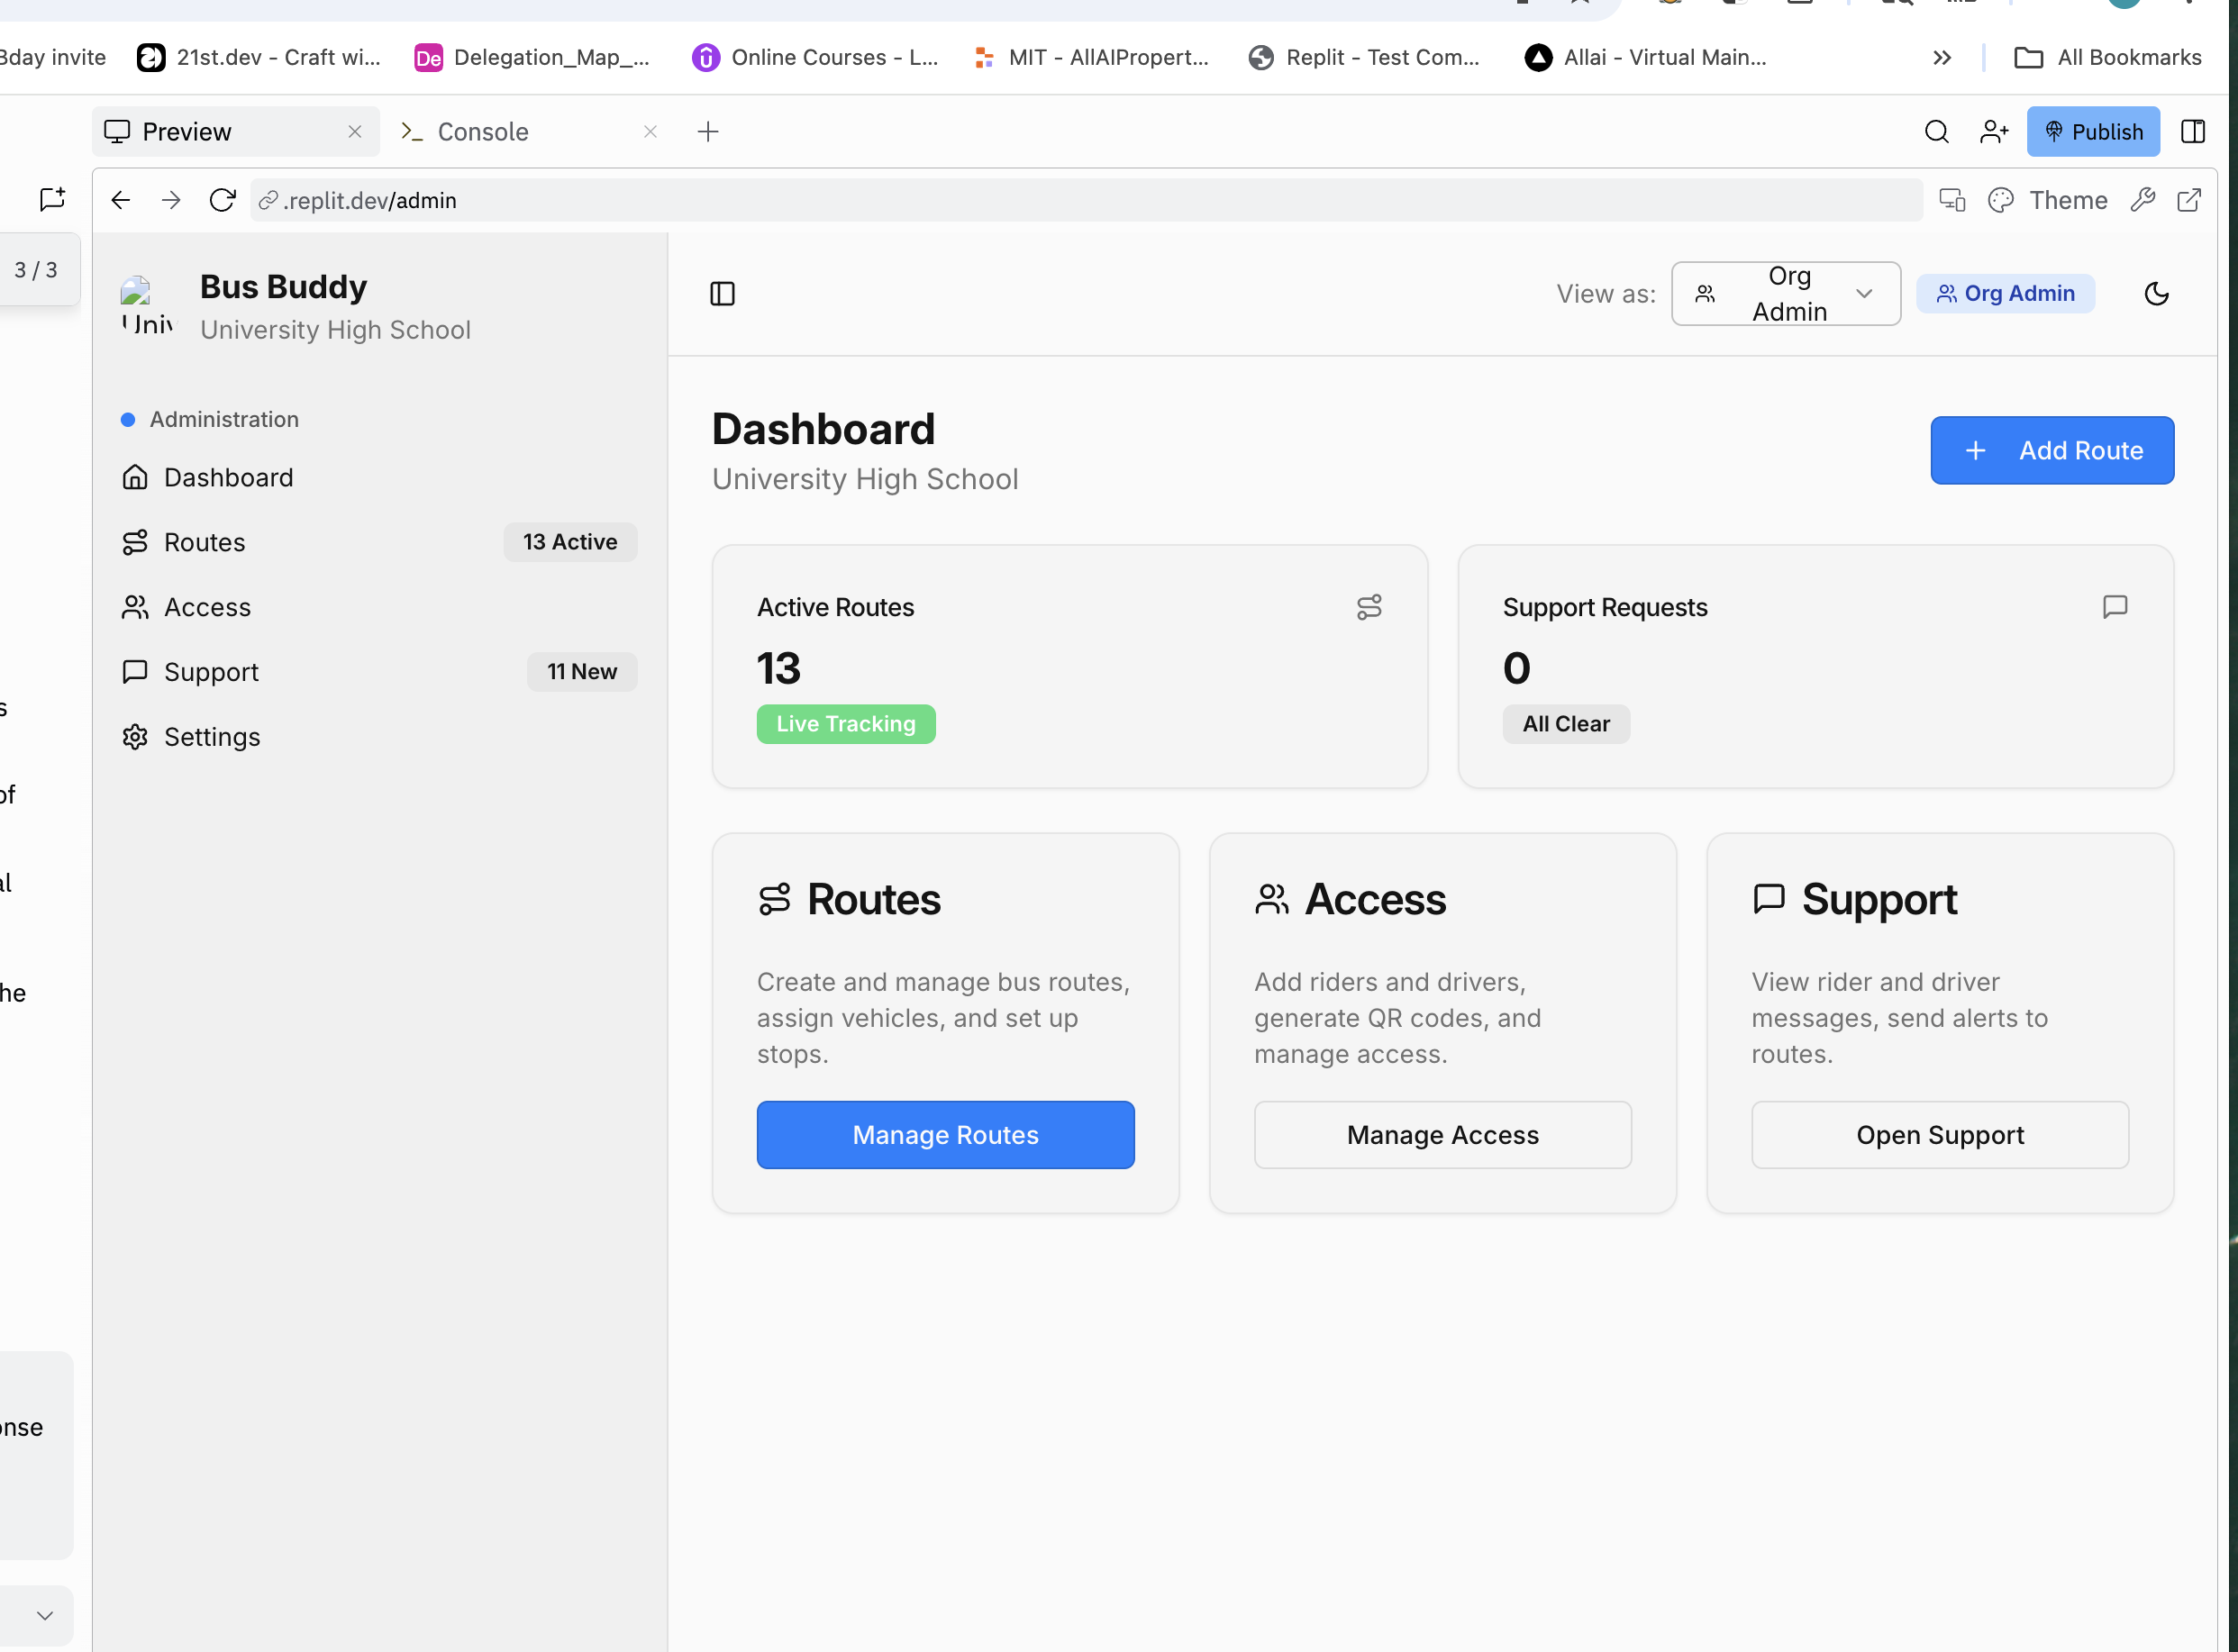 Bday invite
21st.dev - Craft wi...
De
Delegation_Map_...
Online Courses - L...
MIT - AllAIPropert...
Replit - Test Com...
Allai - Virtual Main...
All Bookmarks
Preview
Console
Publish
.replit.dev/admin
Theme
3 / 3
Bus Buddy
University High School
Univ
View as:
Org
Admin
Org Admin
Administration
Dashboard
Routes
13 Active
Access
Support
11 New
Settings
Dashboard
University High School
Add Route
Active Routes
13
Live Tracking
Support Requests
0
All Clear
Routes
Create and manage bus routes,
assign vehicles, and set up
stops.
Manage Routes
Access
Add riders and drivers,
generate QR codes, and
manage access.
Manage Access
Support
View rider and driver
messages, send alerts to
routes.
Open Support
s
of
al
he
onse